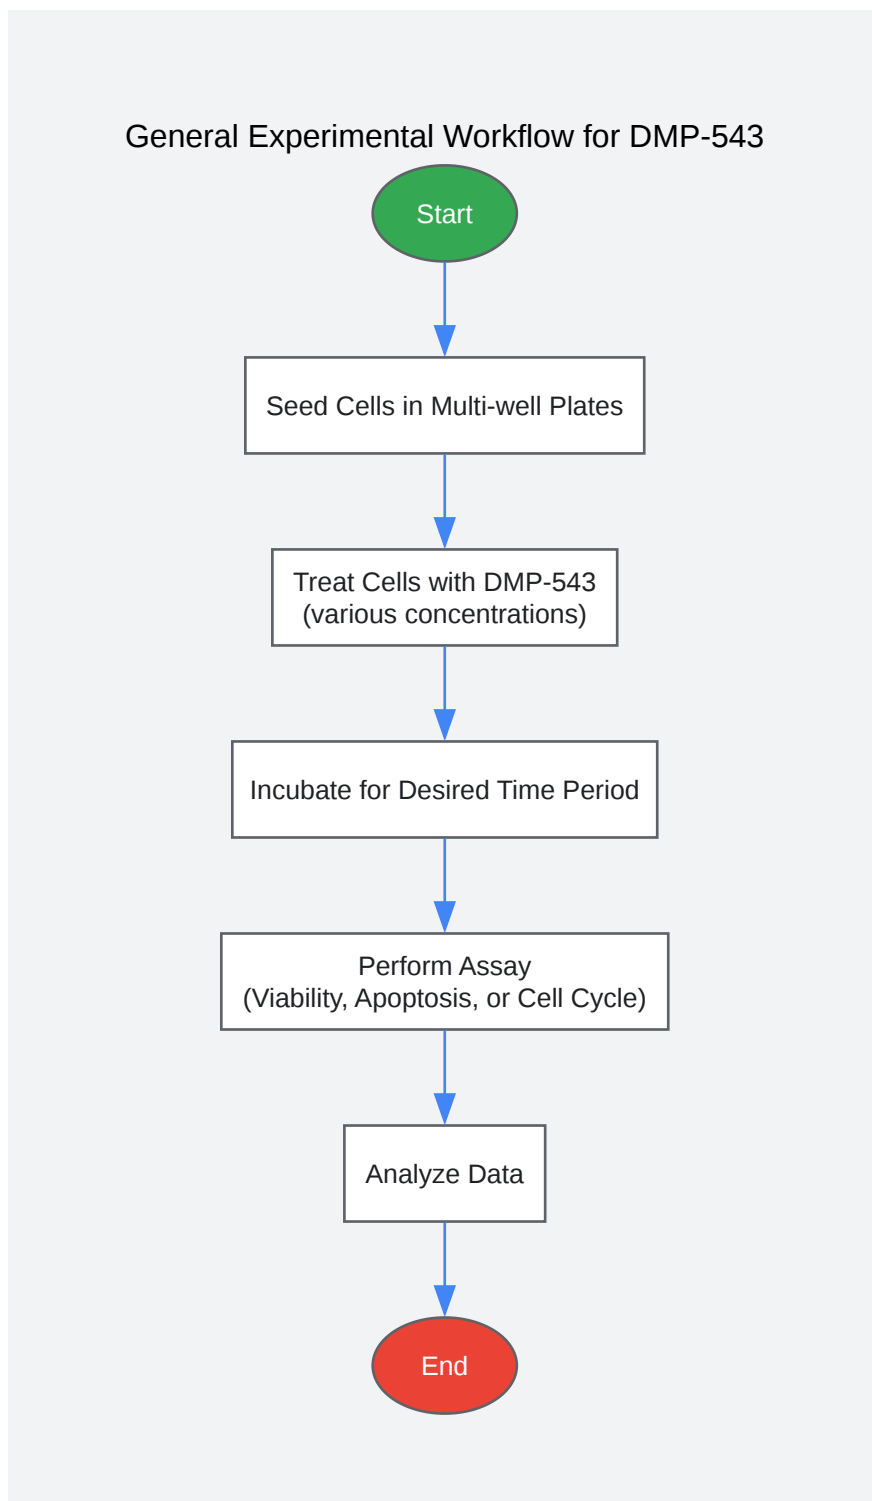 General Experimental Workflow for DMP-543
Start
Seed Cells in Multi-well Plates
Treat Cells with DMP-543
(various concentrations)
Incubate for Desired Time Period
Perform Assay
(Viability, Apoptosis, or Cell Cycle)
Analyze Data
End